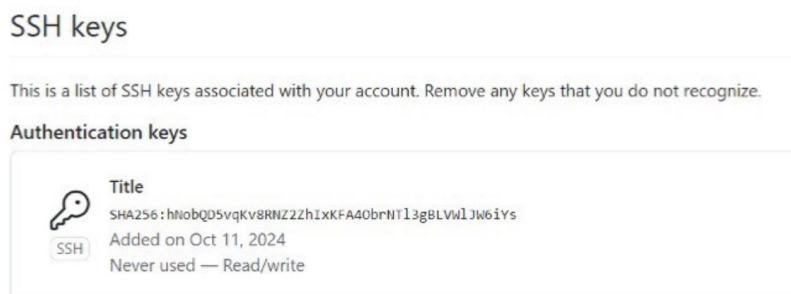 SSH keys
This is a list of SSH keys associated with your account. Remove any keys that you do not recognize.
Authentication keys
Title
SHA256:hNobQD5vqKv8RNZ2ZhIxKFA4ObrNTl3gBLVWlJW6iYs
SSH
Added on Oct 11, 2024
Never used — Read/write